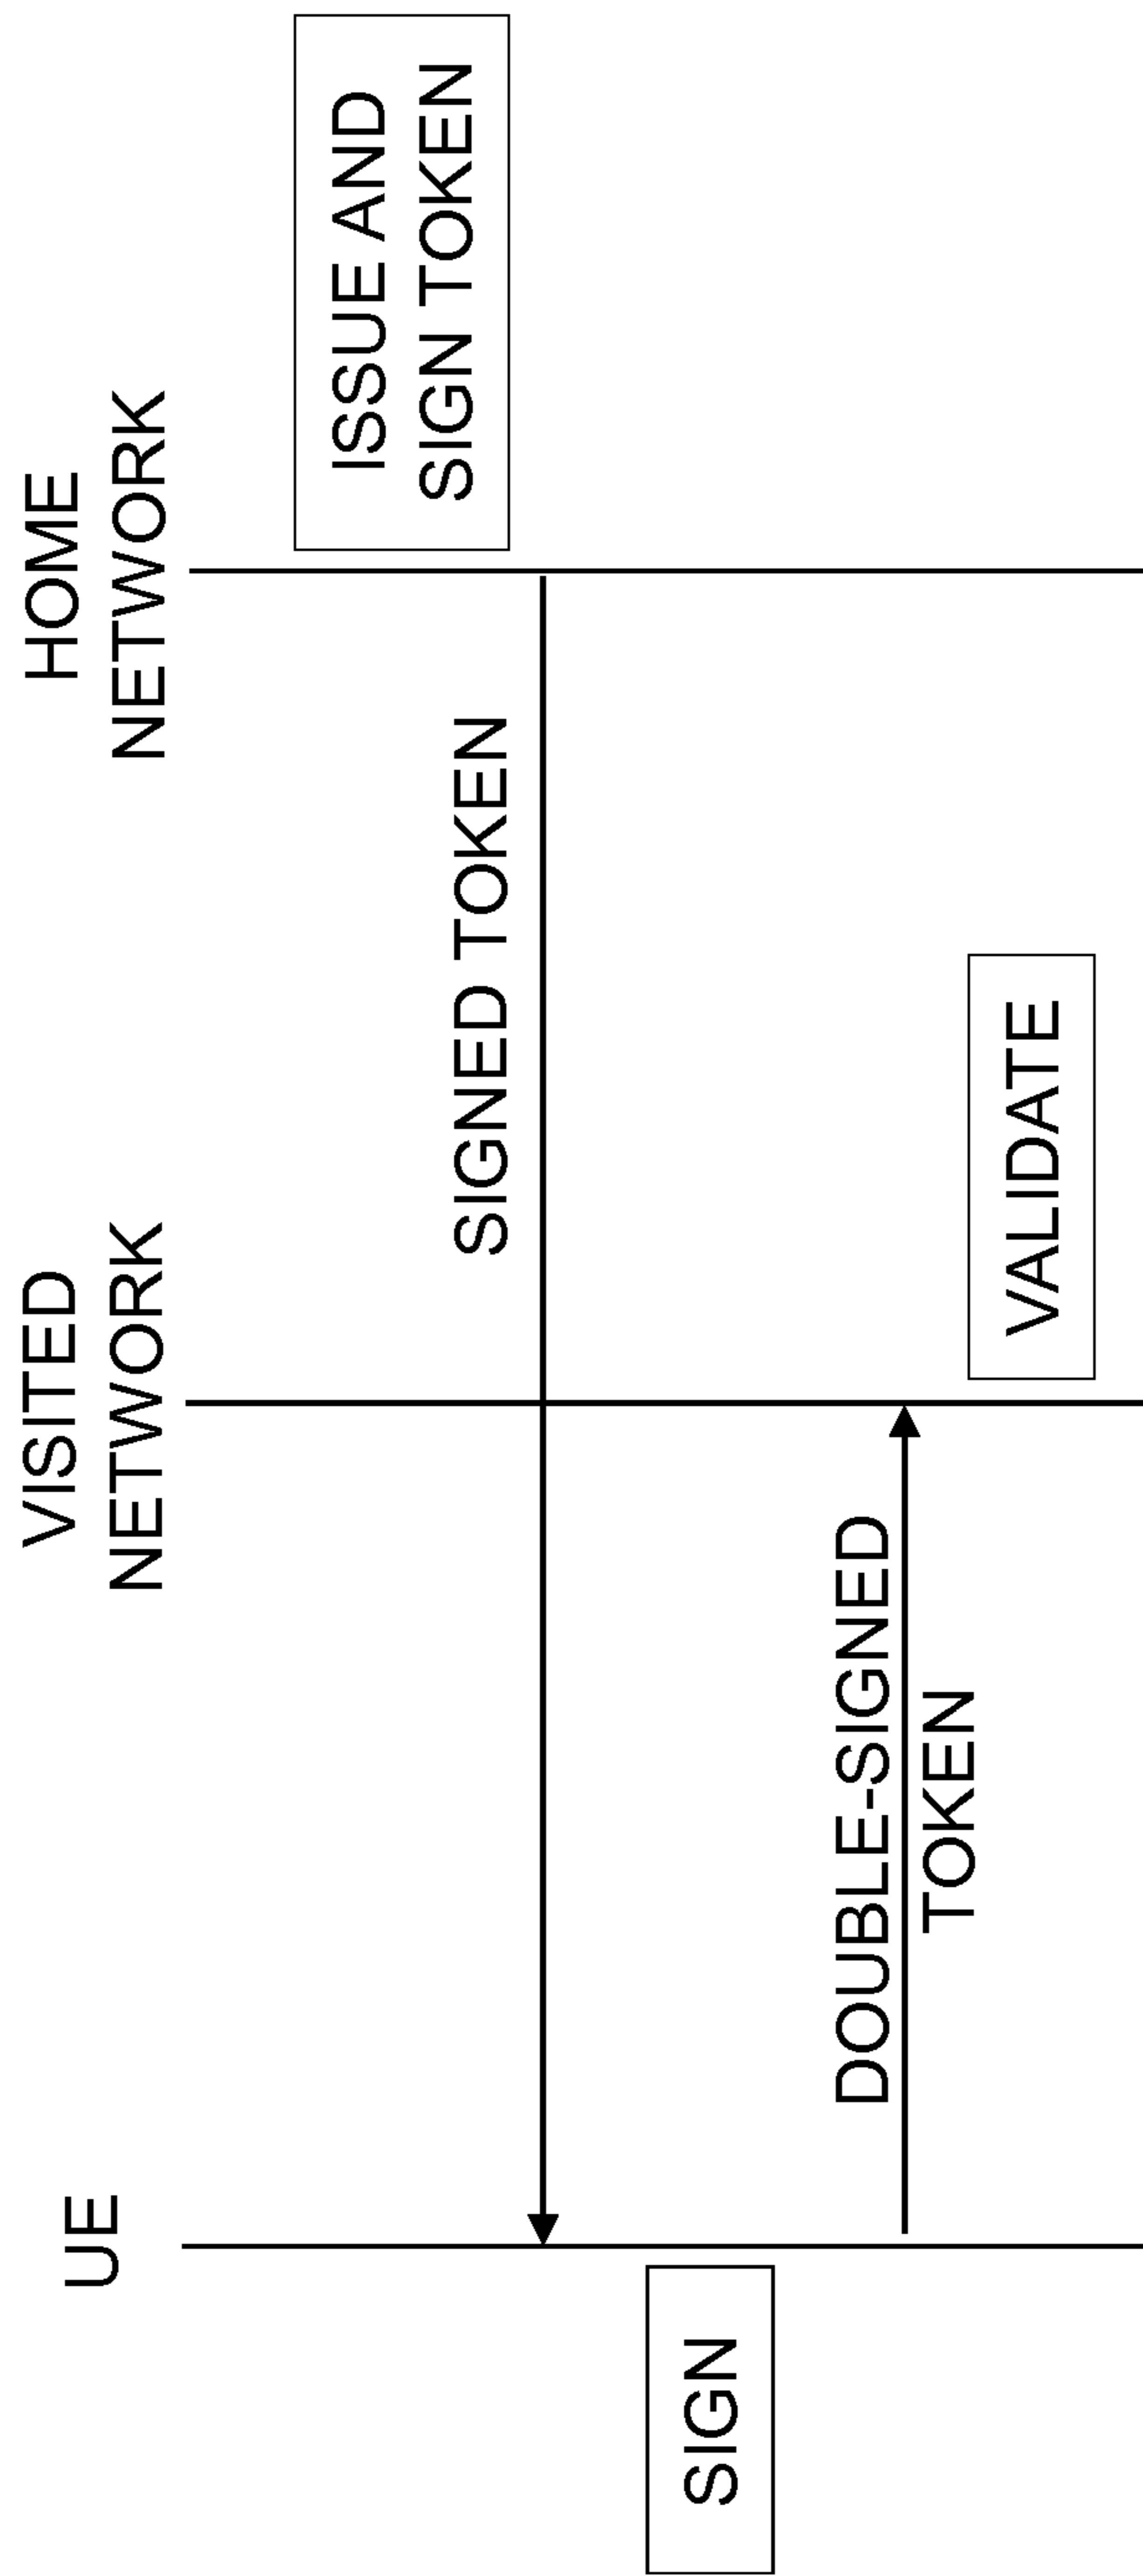 UE
VISITED
NETWORK
HOME
NETWORK
ISSUE AND
SIGN TOKEN
SIGNED TOKEN
SIGN
DOUBLE-SIGNED
TOKEN
VALIDATE